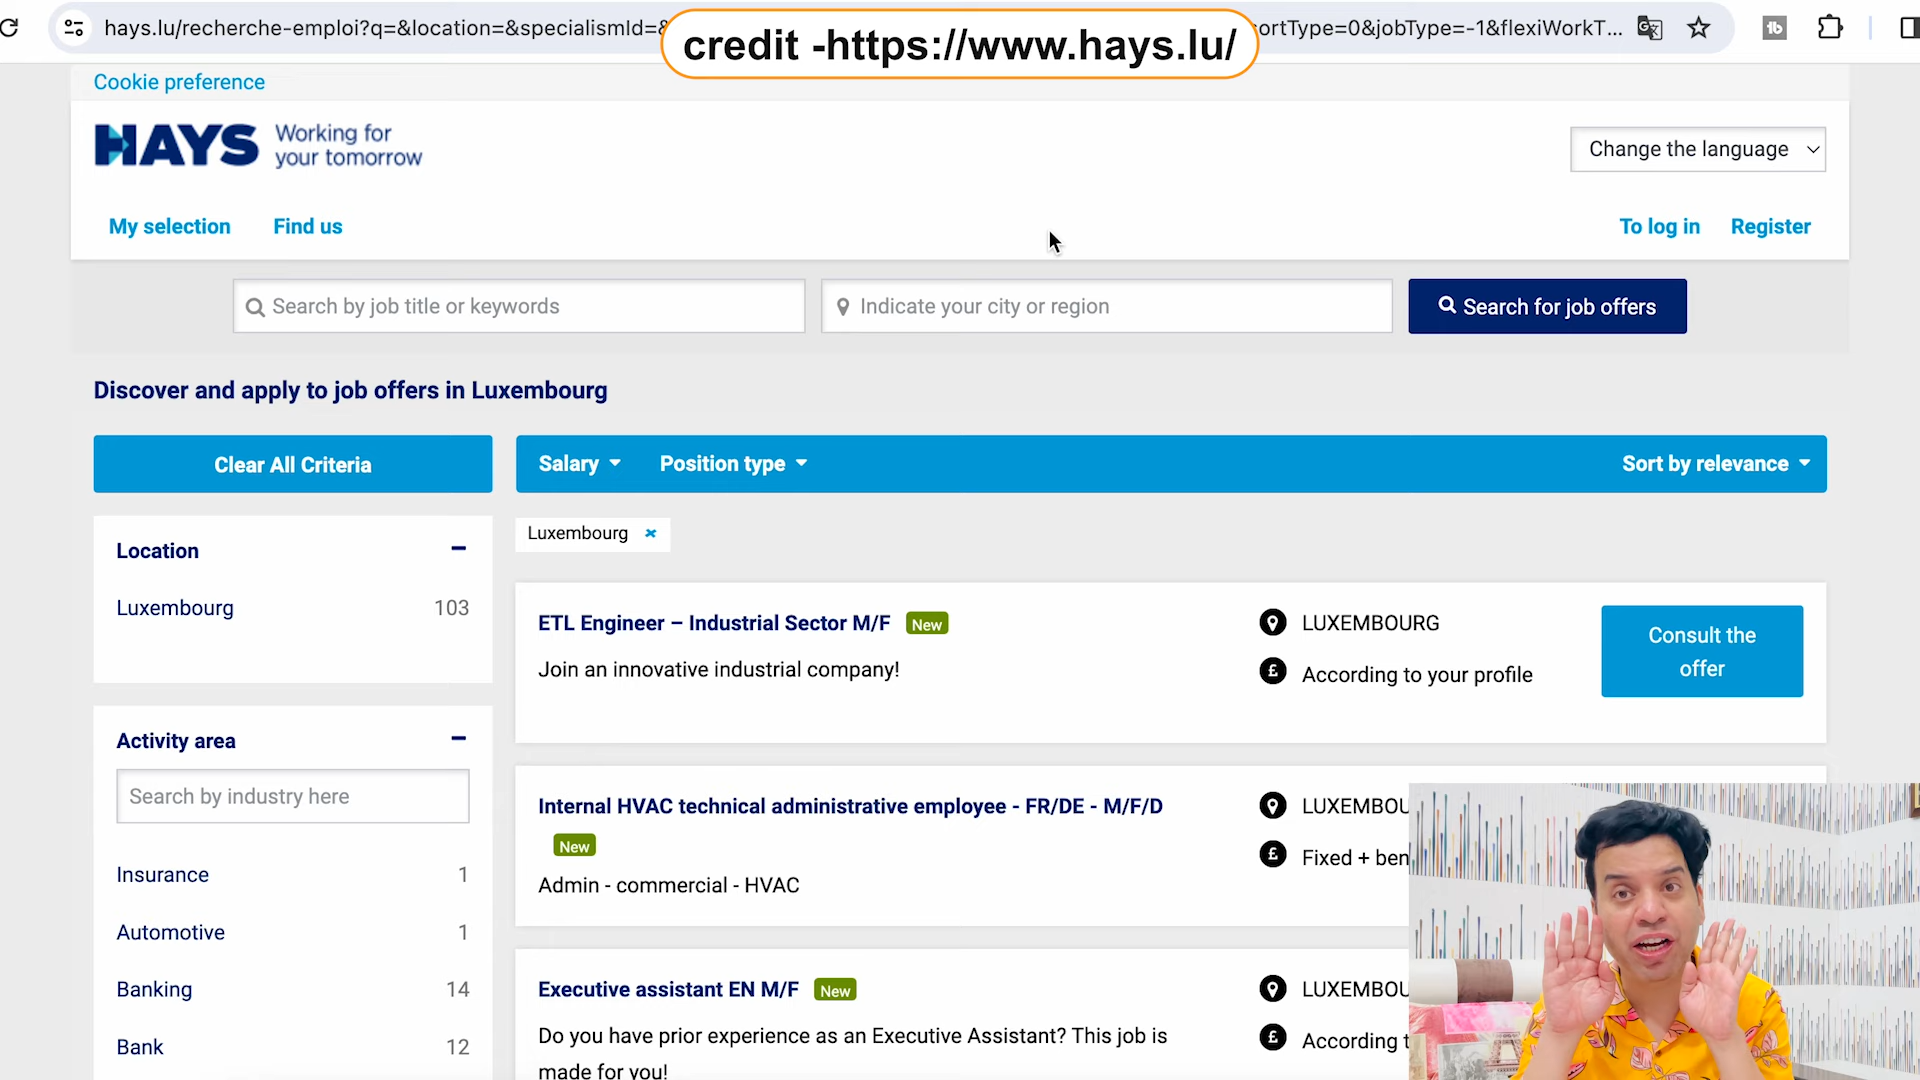 hays.lu/recherche-emploi?q=&location=&specialismId=
ortType=0&jobType=-1&flexiWorkT...
credit -https://www.hays.lu/
Cookie preference
HAYS Working for
your tomorrow
Change the language
My selection Find us To log in Register
Search by job title or keywords Indicate your city or region Search for job offers
Discover and apply to job offers in Luxembourg
Clear All Criteria Salary Position type Sort by relevance
Luxembourg
Location
Luxembourg 103
ETL Engineer – Industrial Sector M/F New
Join an innovative industrial company!
LUXEMBOURG
According to your profile
Consult the
offer
Activity area
Search by industry here
Insurance 1
Automotive 1
Banking 14
Bank 12
Internal HVAC technical administrative employee - FR/DE - M/F/D
New
Admin - commercial - HVAC
LUXEMBOU
Fixed + ben
Executive assistant EN M/F New
Do you have prior experience as an Executive Assistant? This job is
made for you!
LUXEMBOU
According t